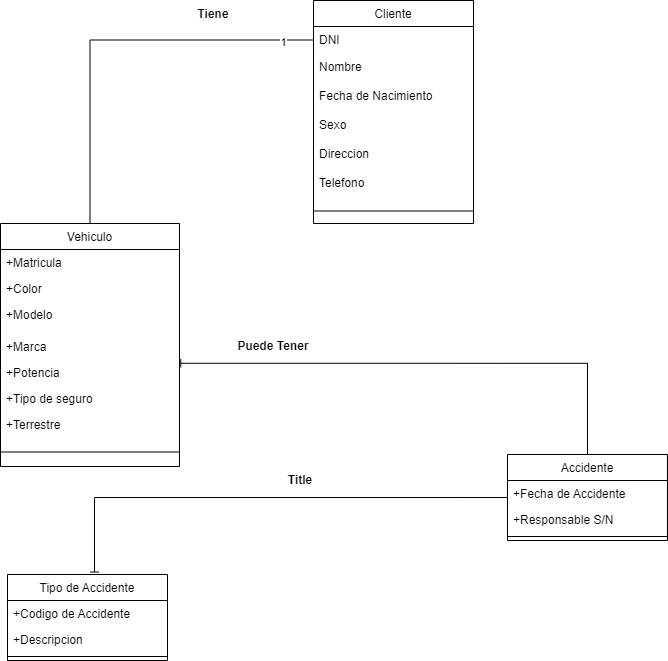 Tiene
Cliente
1
DNI
Nombre
Fecha de Nacimiento
Sexo
Direccion
Telefono
Vehiculo
+Matricula
+Color
+Modelo
+Marca
+Potencia
+Tipo de seguro
+Terrestre
Puede Tener
Accidente
+Fecha de Accidente
+Responsable S/N
Title
Tipo de Accidente
+Codigo de Accidente
+Descripcion